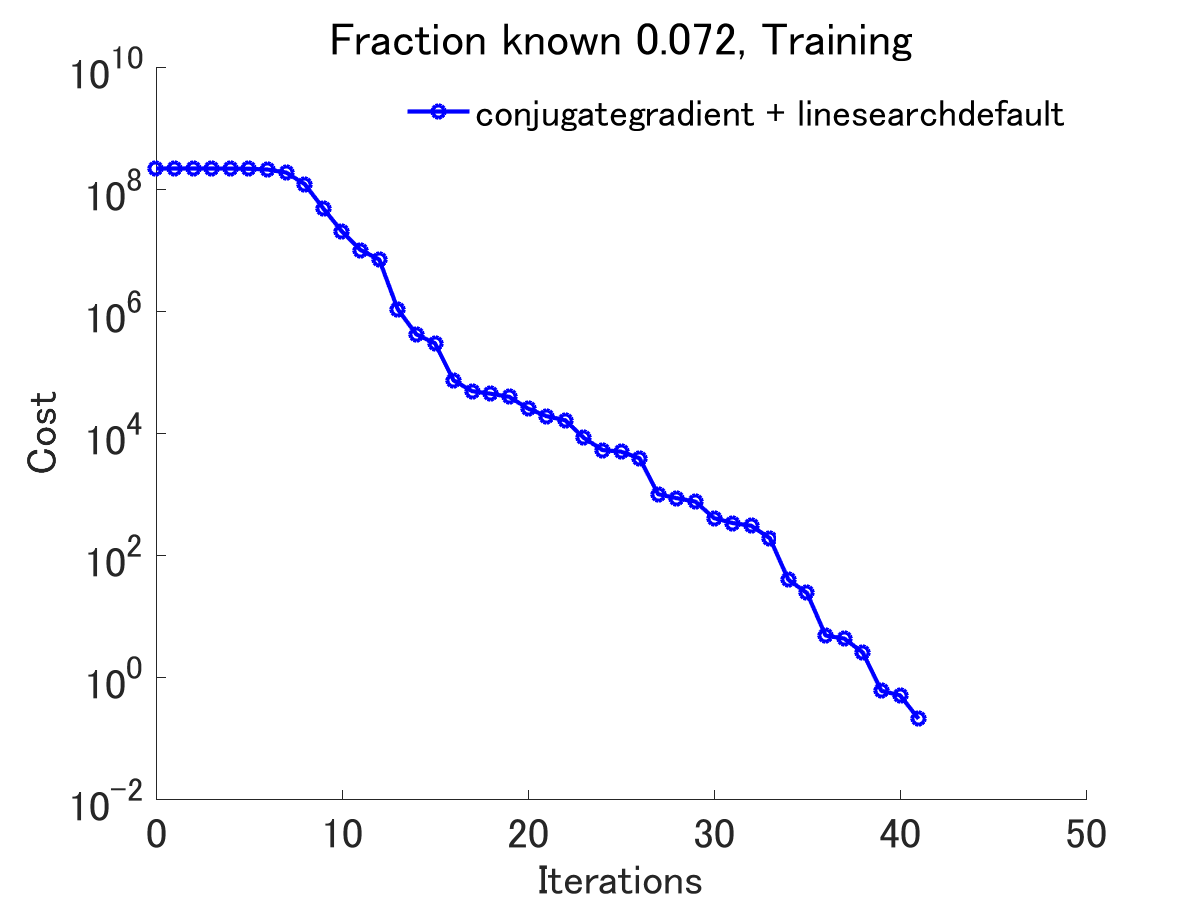 Fraction known 0.072, Training
conjugategradient + linesearchdefault
Cost
10^10
10^8
10^6
10^4
10^2
10^0
10^-2
0 10 20 30 40 50
Iterations